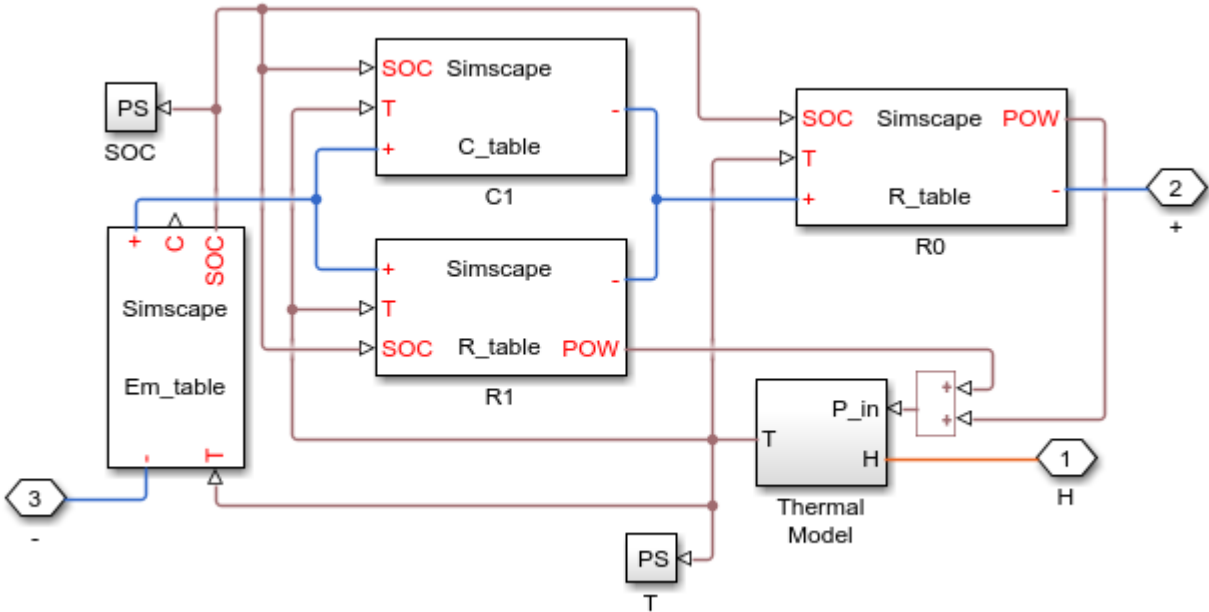 Simscape
SOC
T
C_table
+
-
C1
PS
SOC
SOC
Simscape
POW
T
R_table
+
-
R0
2
+
+
C
SOC
Simscape
Em_table
-
T
Simscape
+
-
T
SOC
R_table
POW
R1
P_in
T
H
Thermal
Model
+
+
1
H
3
-
PS
T